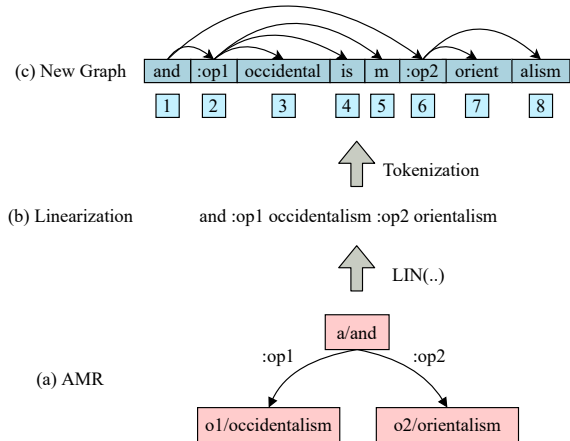 (c) New Graph and :op1 occidental is m :op2 orient alism
1 2 3 4 5 6 7 8
Tokenization
(b) Linearization and :op1 occidentalism :op2 orientalism
LIN(..)
a/and
:op1 :op2
(a) AMR
o1/occidentalism o2/orientalism